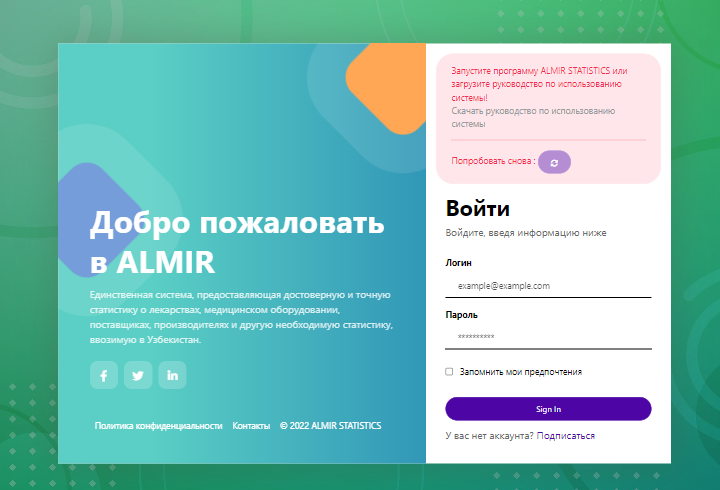 Добро пожаловать
в ALMIR
Единственная система, предоставляющая достоверную и точную
статистику о лекарствах, медицинском оборудовании,
поставщиках, производителях и другую необходимую статистику,
ввозимую в Узбекистан.
Политика конфиденциальности Контакты © 2022 ALMIR STATISTICS
Запустите программу ALMIR STATISTICS или
загрузите руководство по использованию
системы!
Скачать руководство по использованию
системы
Попробовать снова :
Войти
Войдите, введя информацию ниже
Логин
example@example.com
Пароль
**********
Запомнить мои предпочтения
Sign In
У вас нет аккаунта? Подписаться